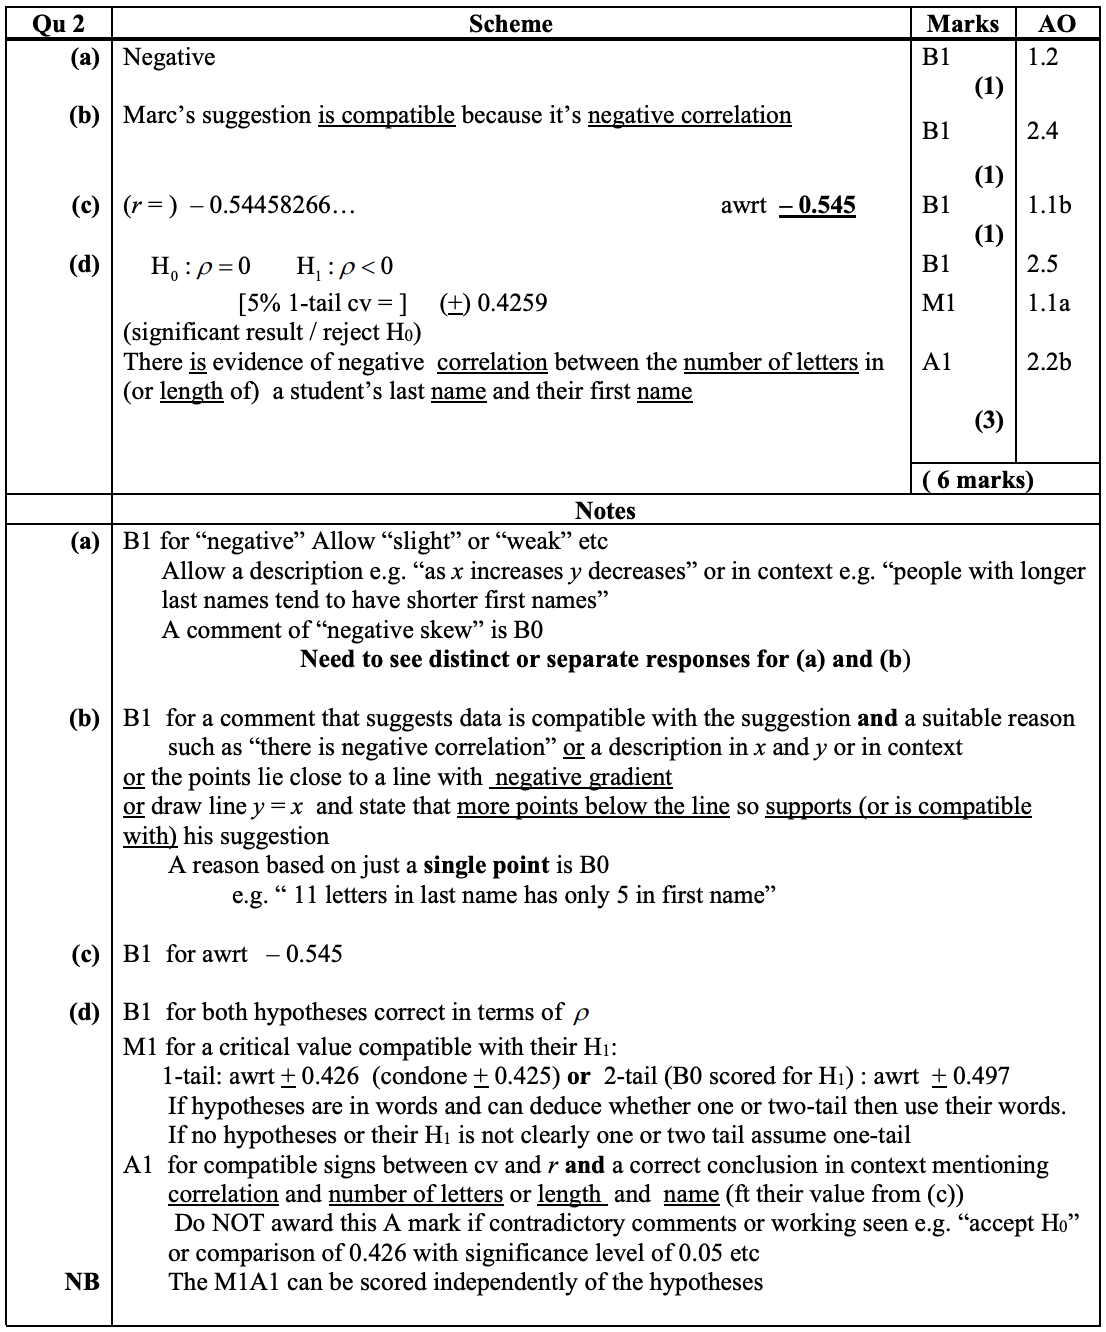 Qu 2 Scheme Marks AO
(a) Negative B1 1.2
(1)
(b) Marc’s suggestion is compatible because it’s negative correlation
B1 2.4
(1)
(c) (r = ) – 0.54458266… awrt – 0.545 B1 1.1b
(1)
(d) H₀ : ρ = 0 H₁ : ρ < 0 B1 2.5
[5% 1-tail cv = ] (±) 0.4259 M1 1.1a
(significant result / reject H₀)
There is evidence of negative correlation between the number of letters in A1 2.2b
(or length of) a student’s last name and their first name
(3)
( 6 marks)
Notes
(a) B1 for “negative” Allow “slight” or “weak” etc
Allow a description e.g. “as x increases y decreases” or in context e.g. “people with longer
last names tend to have shorter first names”
A comment of “negative skew” is B0
Need to see distinct or separate responses for (a) and (b)
(b) B1 for a comment that suggests data is compatible with the suggestion and a suitable reason
such as “there is negative correlation” or a description in x and y or in context
or the points lie close to a line with negative gradient
or draw line y = x and state that more points below the line so supports (or is compatible
with) his suggestion
A reason based on just a single point is B0
e.g. “ 11 letters in last name has only 5 in first name”
(c) B1 for awrt – 0.545
(d) B1 for both hypotheses correct in terms of ρ
M1 for a critical value compatible with their H₁:
1-tail: awrt ± 0.426 (condone ± 0.425) or 2-tail (B0 scored for H₁) : awrt ± 0.497
If hypotheses are in words and can deduce whether one or two-tail then use their words.
If no hypotheses or their H₁ is not clearly one or two tail assume one-tail
A1 for compatible signs between cv and r and a correct conclusion in context mentioning
correlation and number of letters or length and name (ft their value from (c))
Do NOT award this A mark if contradictory comments or working seen e.g. “accept H₀”
or comparison of 0.426 with significance level of 0.05 etc
NB The M1A1 can be scored independently of the hypotheses